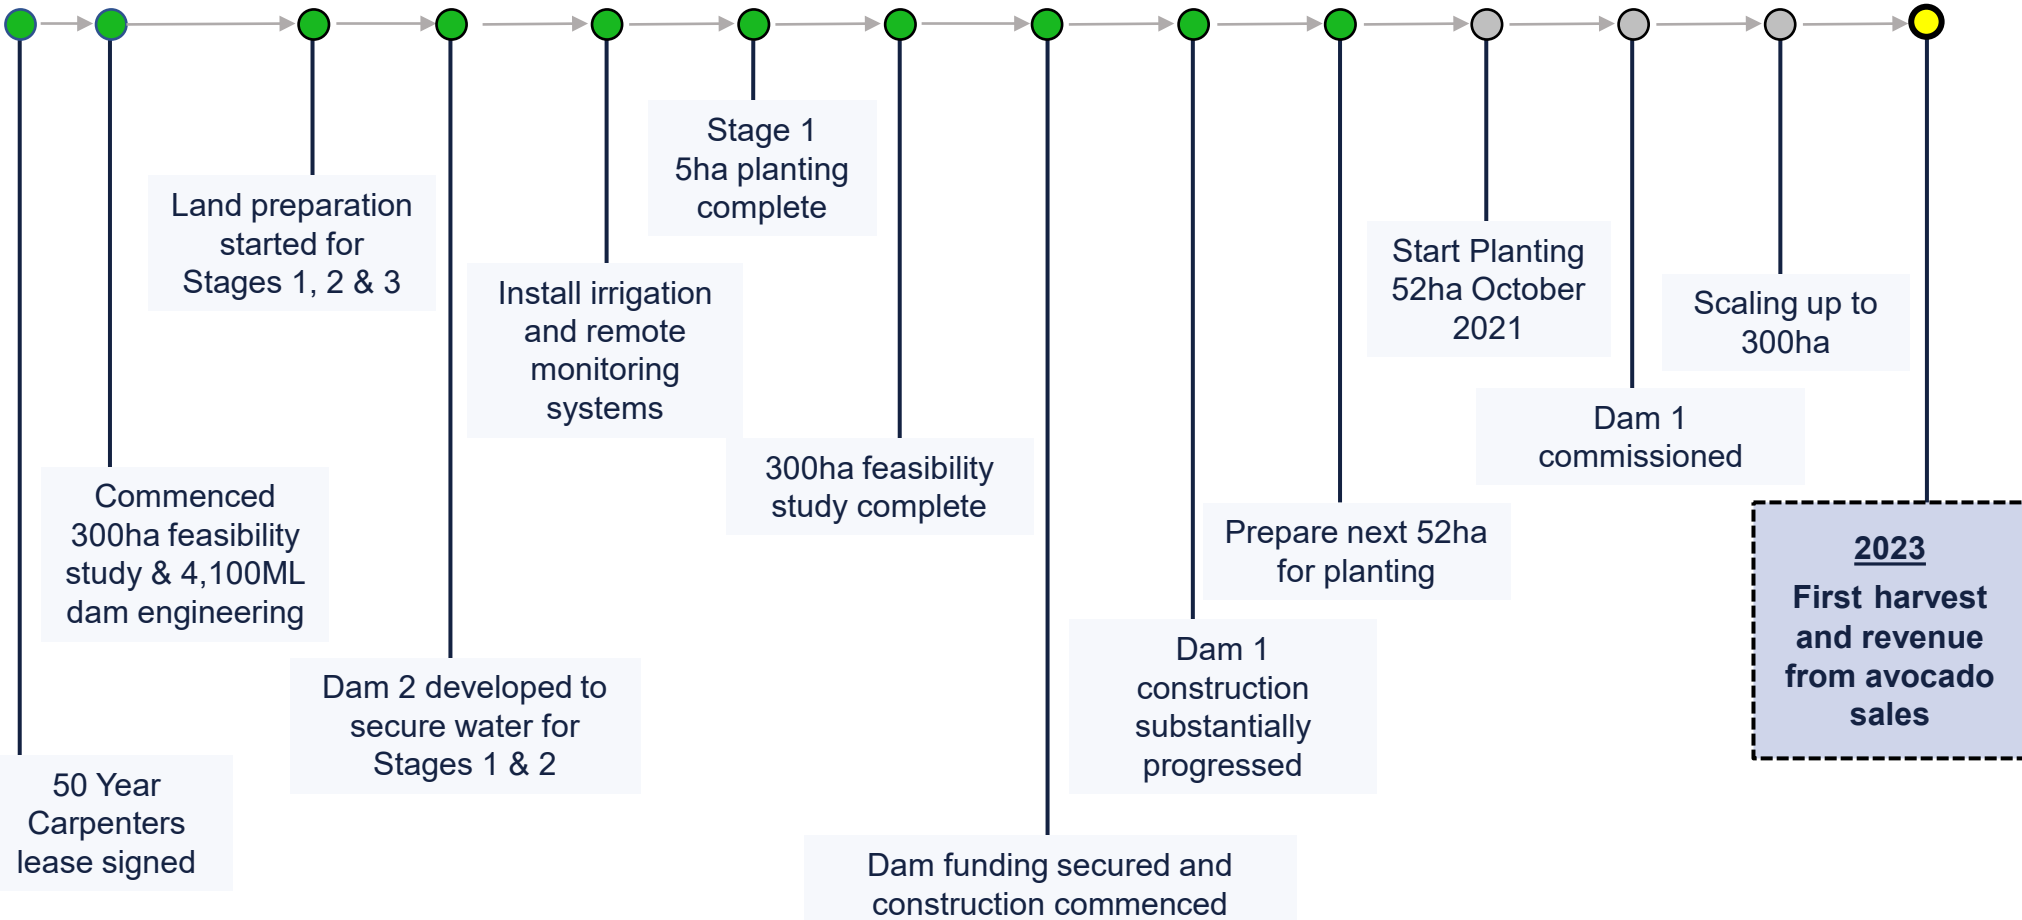 50 Year
Carpenters
lease signed
Commenced
300ha feasibility
study & 4,100ML
dam engineering
Land preparation
started for
Stages 1, 2 & 3
Dam 2 developed to
secure water for
Stages 1 & 2
Install irrigation
and remote
monitoring
systems
Stage 1
5ha planting
complete
300ha feasibility
study complete
Dam funding secured and
construction commenced
Dam 1
construction
substantially
progressed
Prepare next 52ha
for planting
Start Planting
52ha October
2021
Dam 1
commissioned
Scaling up to
300ha
2023
First harvest
and revenue
from avocado
sales